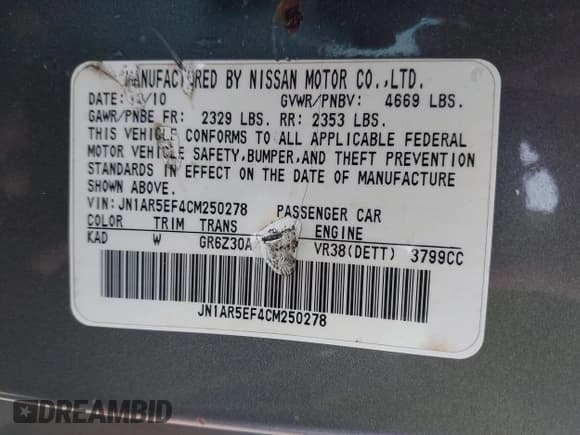 MANUFACTURED BY NISSAN MOTOR CO.,LTD.
DATE: /10 GVWR/PNBV: 4669 LBS.
GAWR/PNBE FR: 2329 LBS. RR: 2353 LBS.
THIS VEHICLE CONFORMS TO ALL APPLICABLE FEDERAL
MOTOR VEHICLE SAFETY,BUMPER,AND THEFT PREVENTION
STANDARDS IN EFFECT ON THE DATE OF MANUFACTURE
SHOWN ABOVE.
VIN: JN1AR5EF4CM250278 PASSENGER CAR
COLOR TRIM TRANS ENGINE
KAD W GR6Z30A VR38(DETT) 3799CC
JN1AR5EF4CM250278
DREAMBID